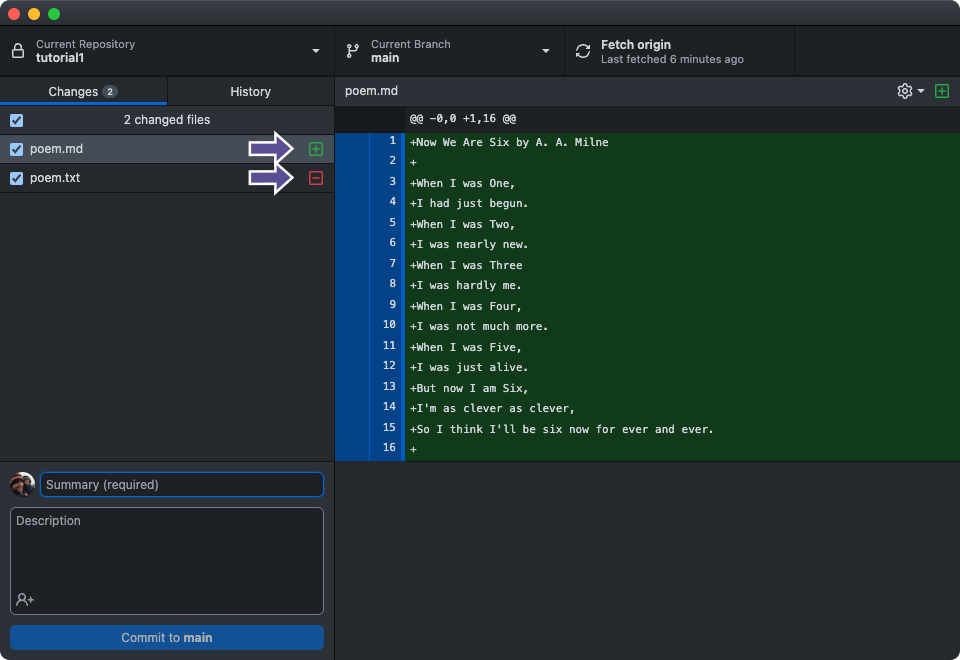 Current Repository
tutorial1
Current Branch
main
Fetch origin
Last fetched 6 minutes ago
Changes 2
History
2 changed files
poem.md
poem.txt
Summary (required)
Description
Commit to main
poem.md
@@ -0,0 +1,16 @@
1 +Now We Are Six by A. A. Milne
2 +
3 +When I was One,
4 +I had just begun.
5 +When I was Two,
6 +I was nearly new.
7 +When I was Three
8 +I was hardly me.
9 +When I was Four,
10 +I was not much more.
11 +When I was Five,
12 +I was just alive.
13 +But now I am Six,
14 +I'm as clever as clever,
15 +So I think I'll be six now for ever and ever.
16 +